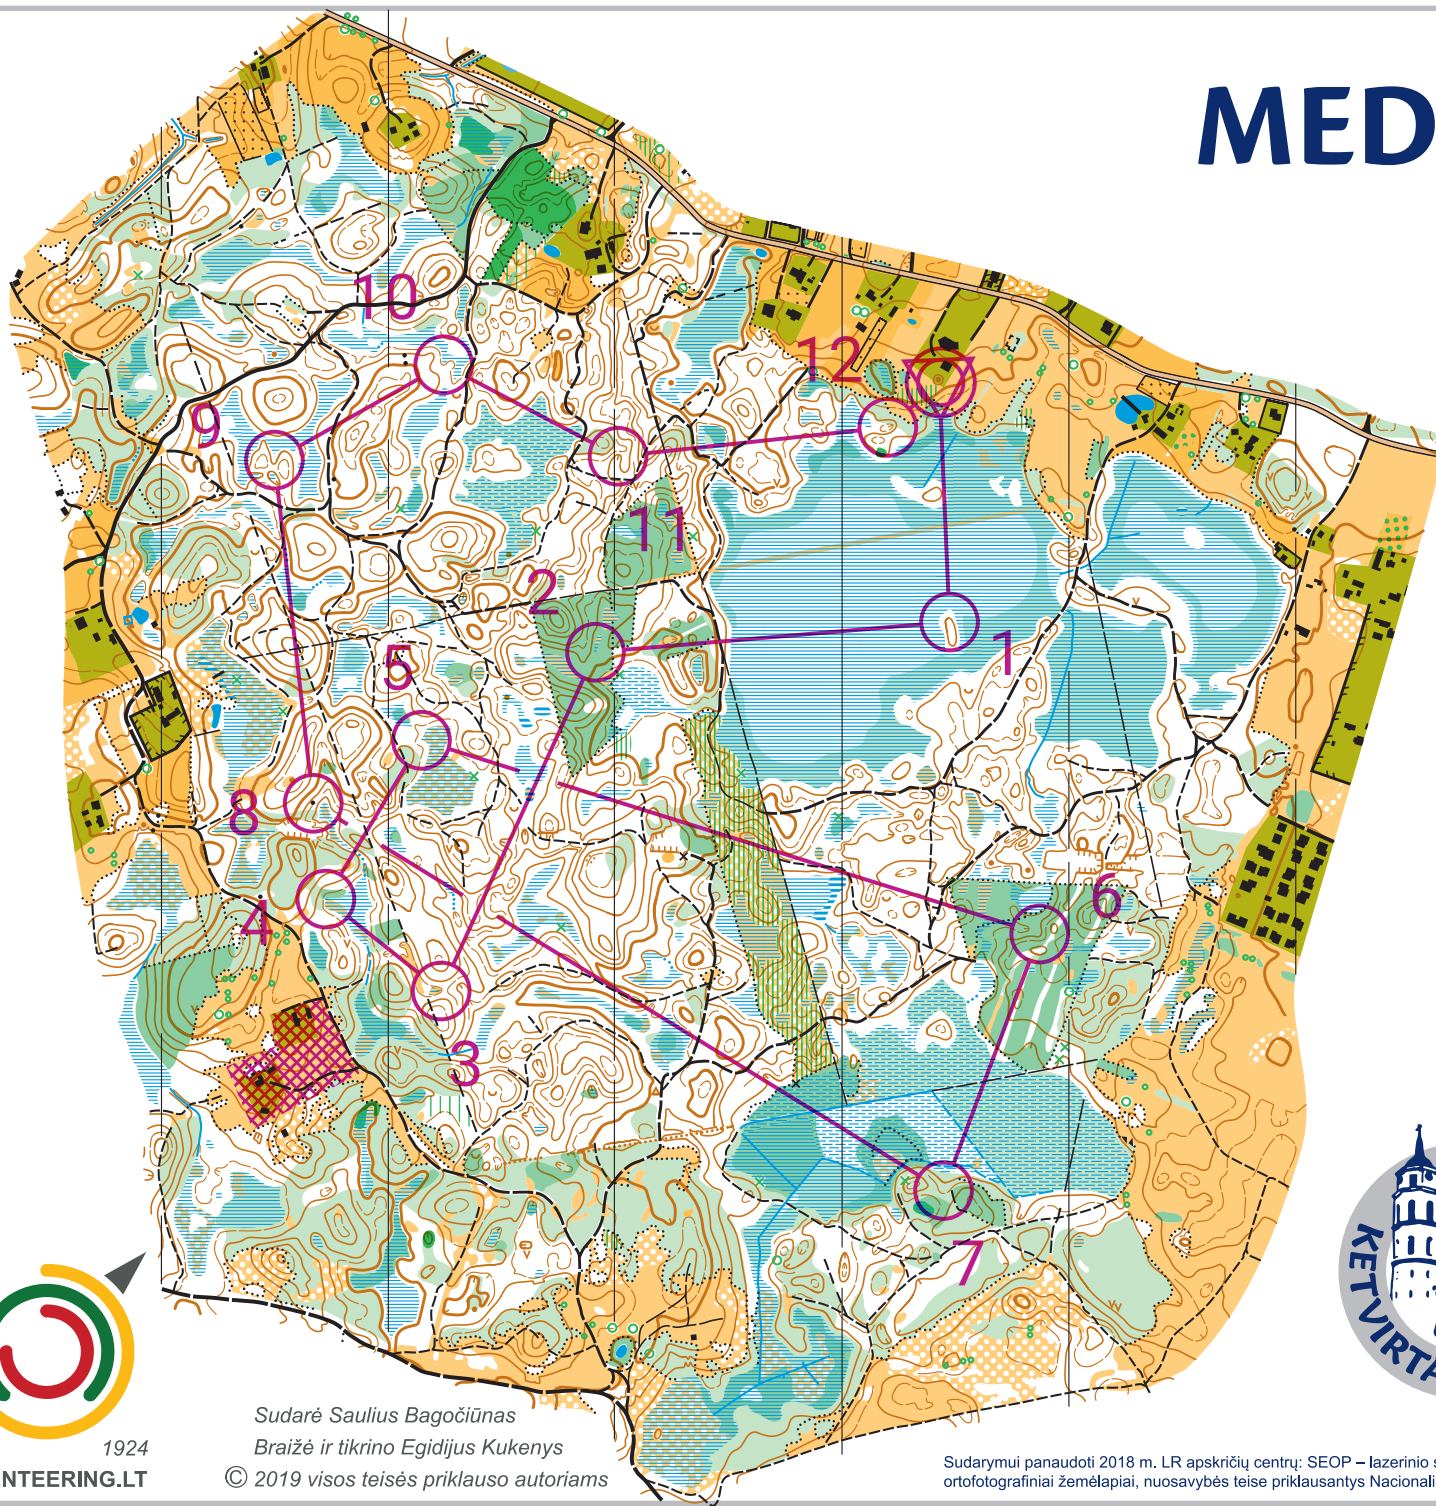 MED
10
12
9
11
2
1
5
8
6
4
3
7
KETVIRTA
1924
NTEERING.LT
Sudarė Saulius Bagočiūnas
Braižė ir tikrino Egidijus Kukenys
© 2019 visos teisės priklauso autoriams
Sudarymui panaudoti 2018 m. LR apskričių centrų: SEOP – lazerinio s
ortofotografiniai žemėlapiai, nuosavybės teise priklausantys Nacionali